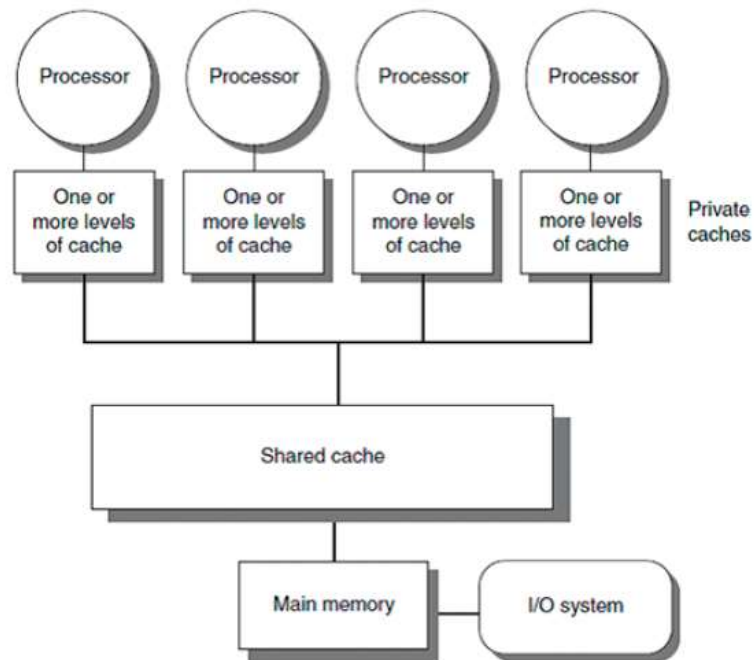 Processor
Processor
Processor
Processor
One or
more levels
of cache
One or
more levels
of cache
One or
more levels
of cache
One or
more levels
of cache
Private
caches
Shared cache
Main memory
I/O system